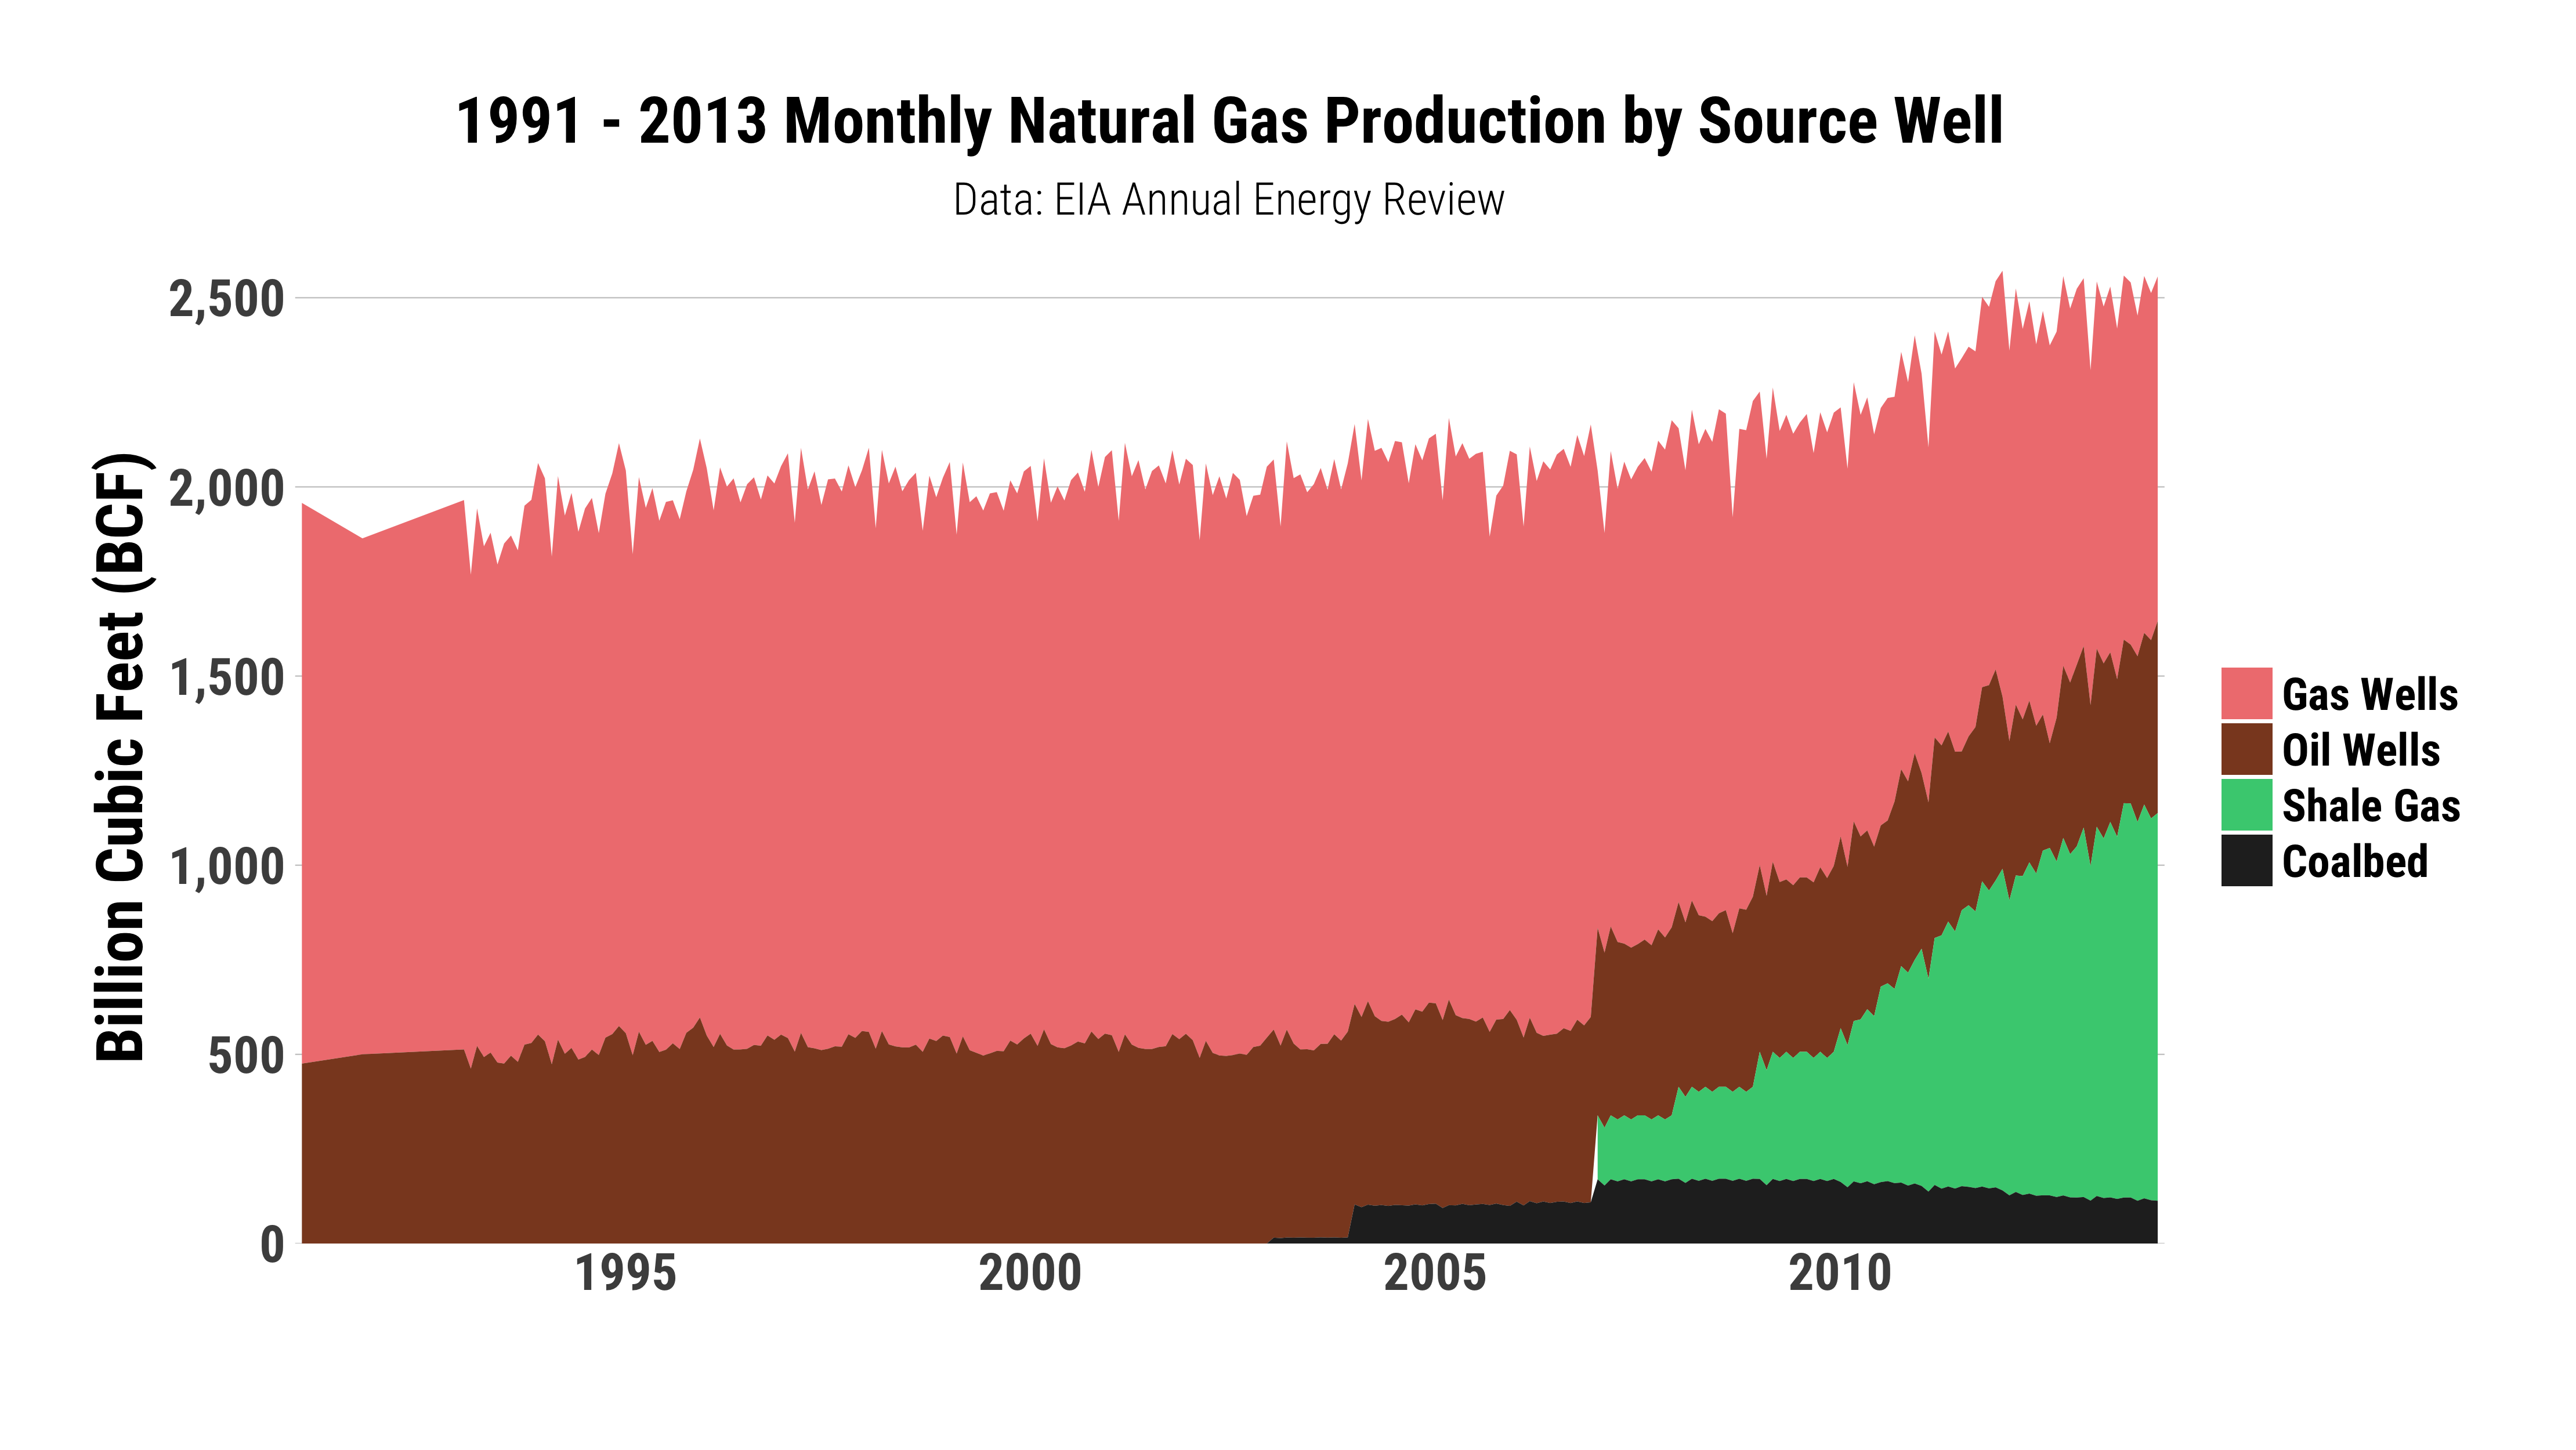 1991 - 2013 Monthly Natural Gas Production by Source Well
Data: EIA Annual Energy Review
Billion Cubic Feet (BCF)
2,500
2,000
1,500
1,000
500
0
1995
2000
2005
2010
Gas Wells
Oil Wells
Shale Gas
Coalbed